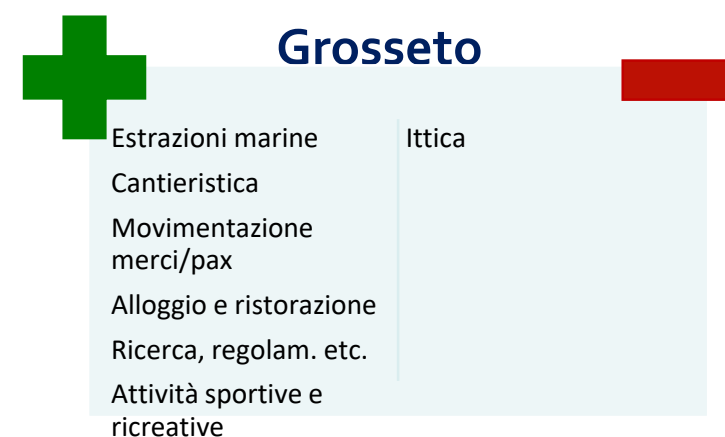 Grosseto
Estrazioni marine
Cantieristica
Movimentazione
merci/pax
Alloggio e ristorazione
Ricerca, regolam. etc.
Attività sportive e
ricreative
Ittica